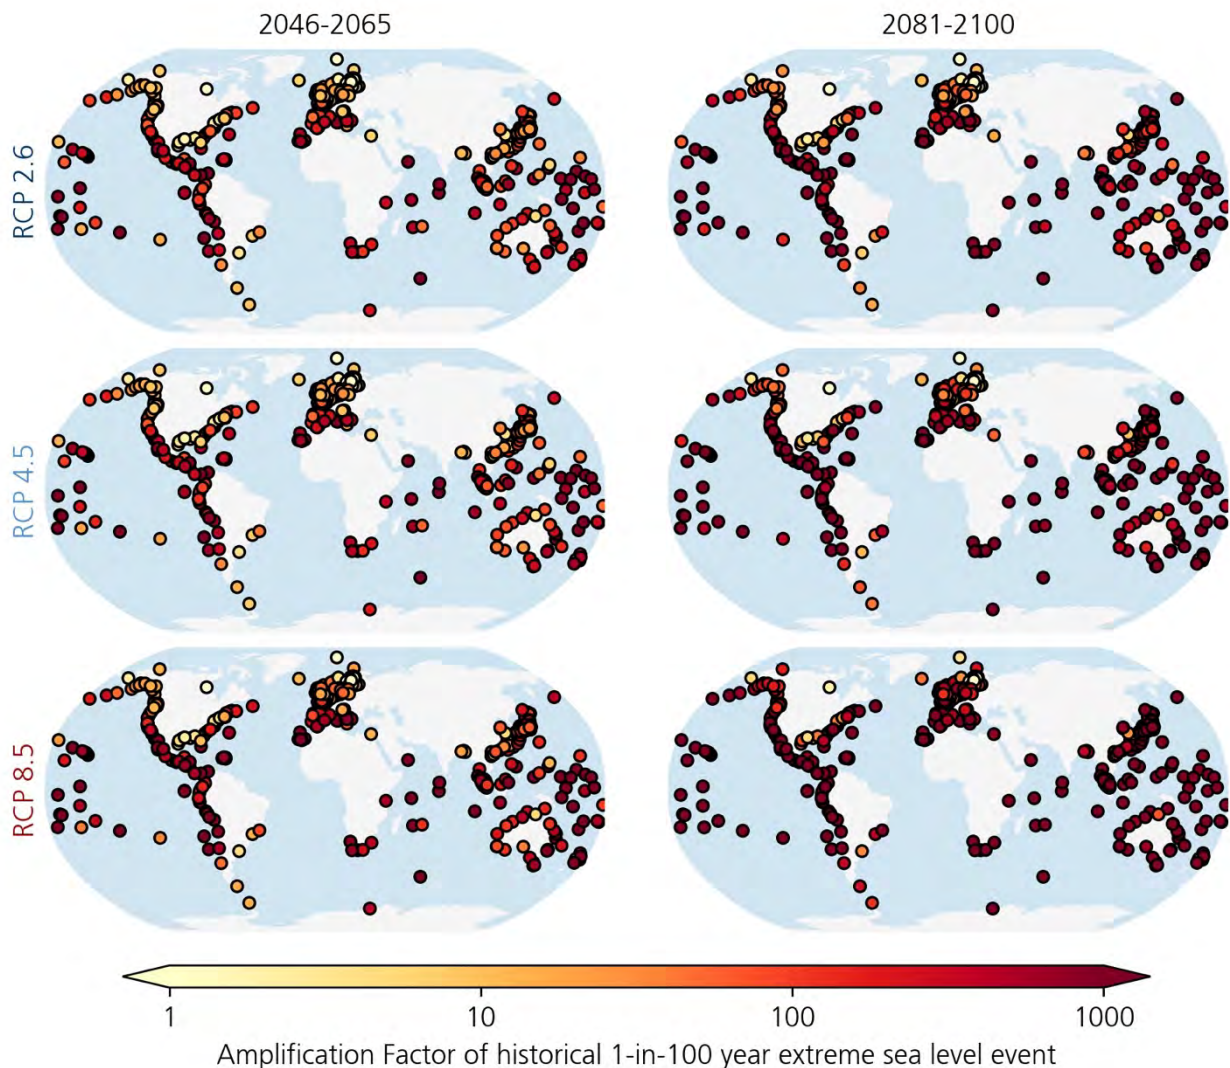 2046-2065
2081-2100
RCP 2.6
RCP 4.5
RCP 8.5
1
10
100
1000
Amplification Factor of historical 1-in-100 year extreme sea level event